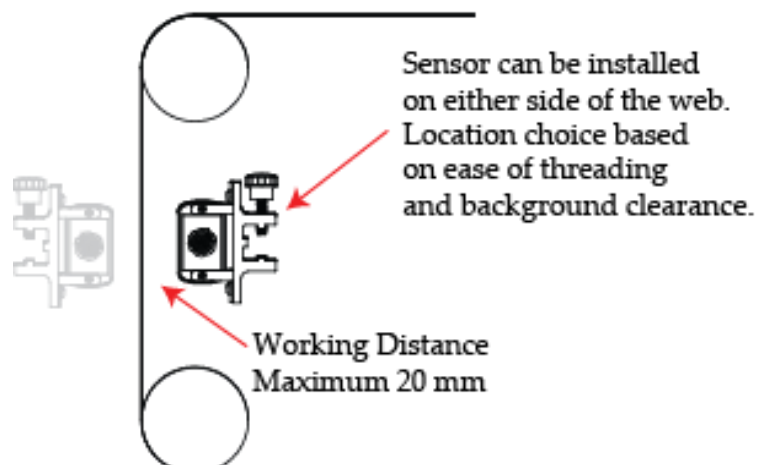 Sensor can be installed
on either side of the web.
Location choice based
on ease of threading
and background clearance.
Working Distance
Maximum 20 mm